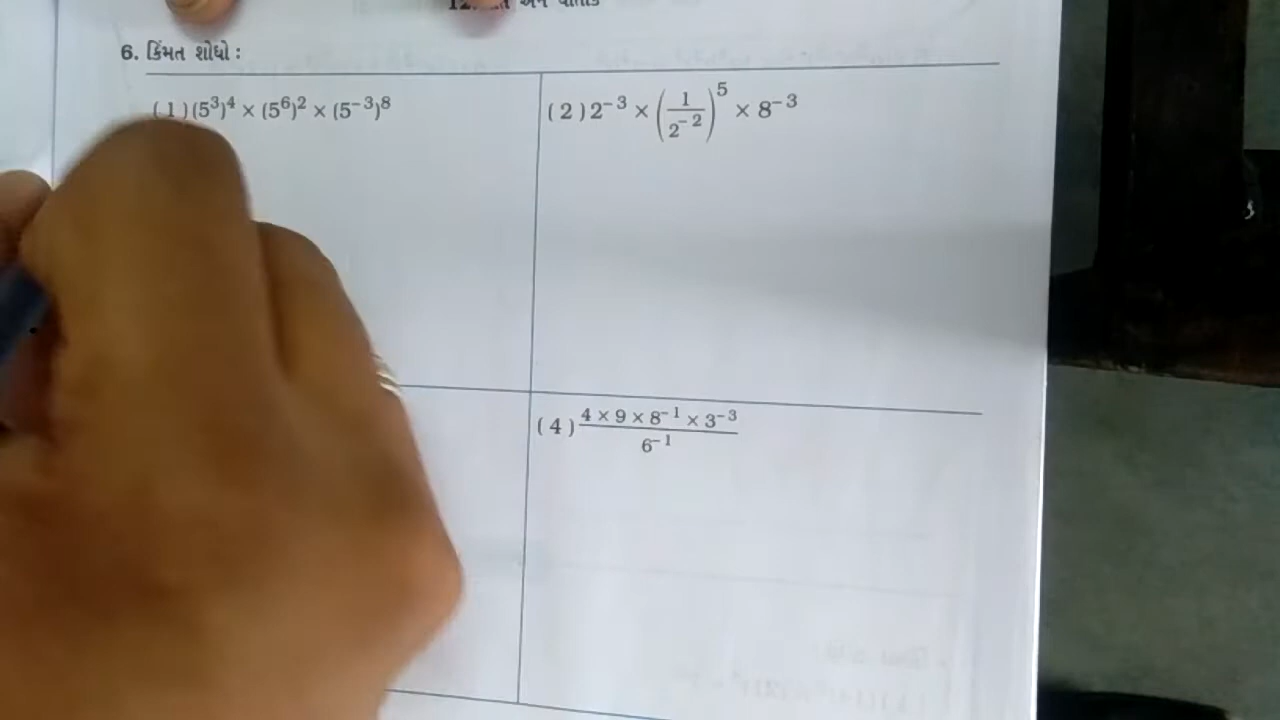 6. કિંમત શોધો :
(1) (5³)⁴ × (5⁶)² × (5⁻³)⁸
(2) 2⁻³ × (1/2⁻²)⁵ × 8⁻³
(4) (4 × 9 × 8⁻¹ × 3⁻³)/6⁻¹